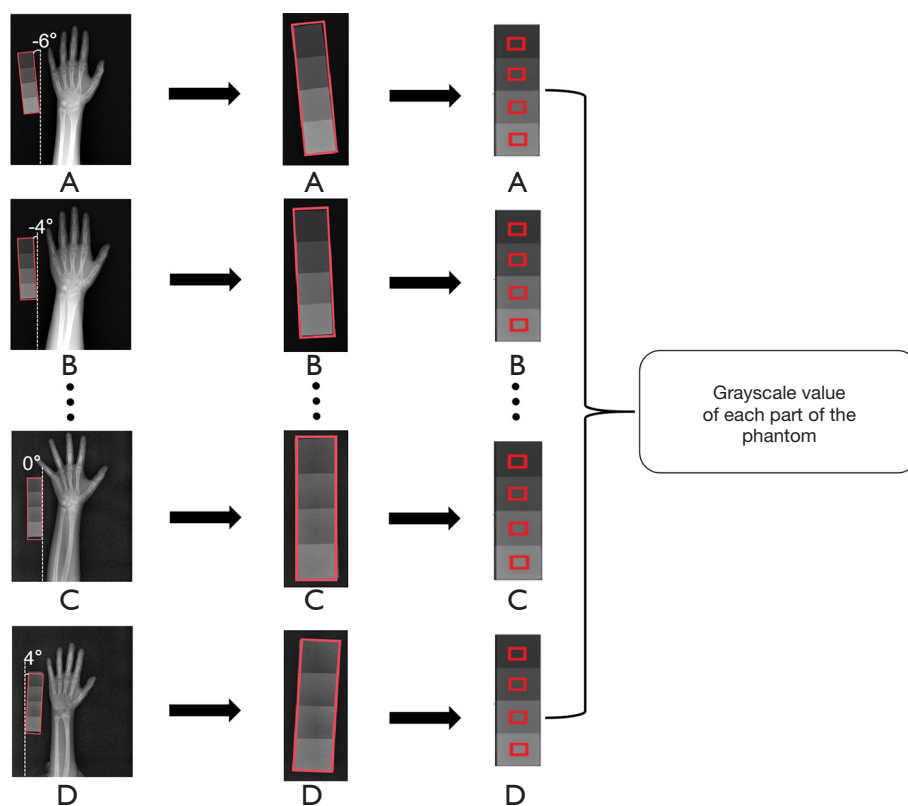 -6°
A
A
A
-4°
B
B
B
Grayscale value
of each part of the
phantom
0°
C
C
C
4°
D
D
D